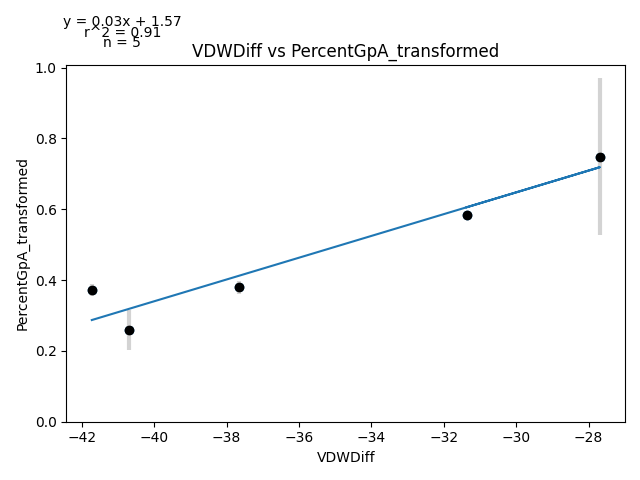 y = 0.03x + 1.57
r^2 = 0.91
n = 5
VDWDiff vs PercentGpA_transformed
1.0
0.8
0.6
0.4
0.2
0.0
PercentGpA_transformed
−42
−40
−38
−36
−34
−32
−30
−28
VDWDiff